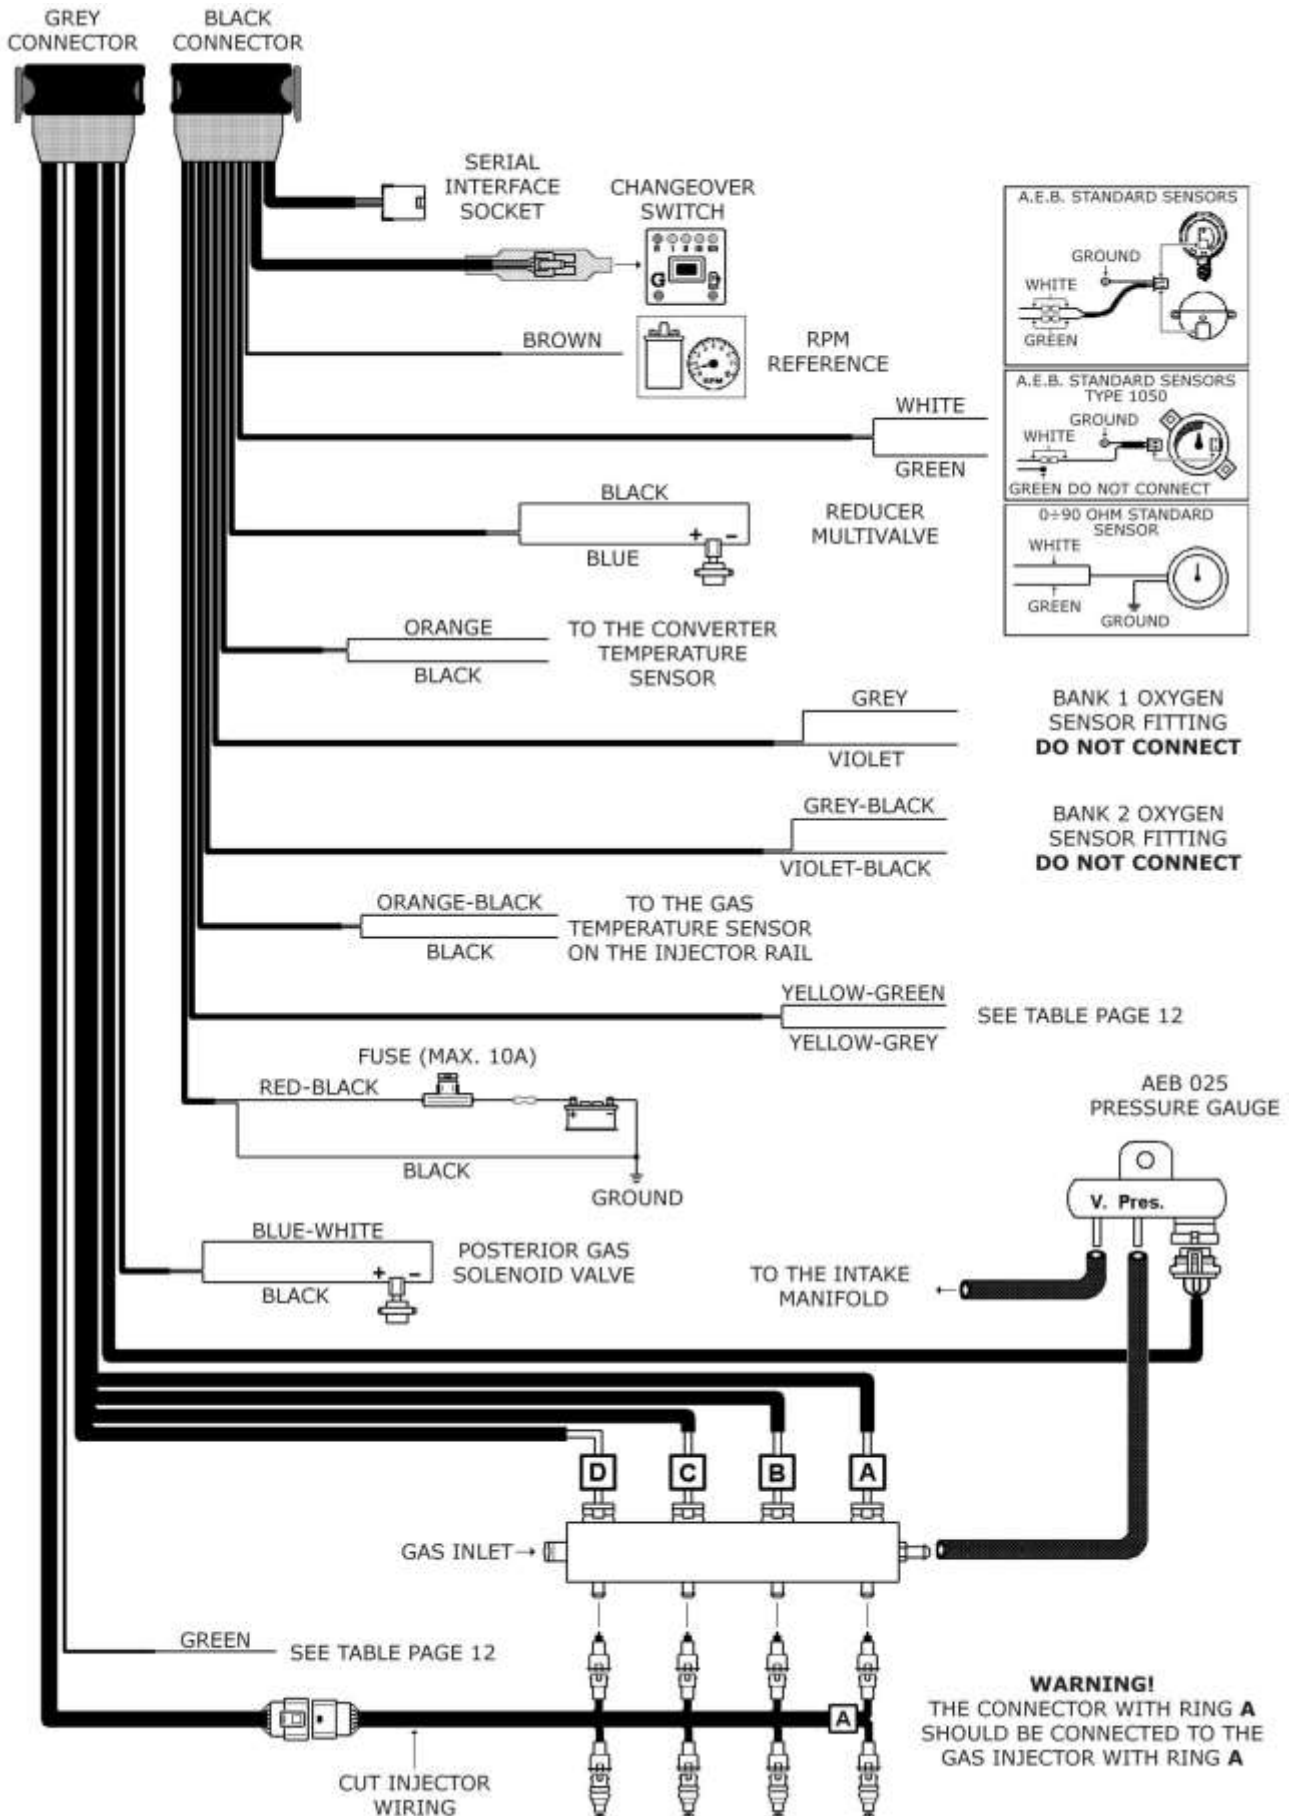 GREY
CONNECTOR
BLACK
CONNECTOR
SERIAL
INTERFACE
SOCKET
CHANGEOVER
SWITCH
G
BROWN
RPM
RPM
REFERENCE
A.E.B. STANDARD SENSORS
GROUND
WHITE
GREEN
WHITE
GREEN
A.E.B. STANDARD SENSORS
TYPE 1050
GROUND
WHITE
GREEN DO NOT CONNECT
0÷90 OHM STANDARD
SENSOR
WHITE
GREEN
GROUND
BLACK
+ −
BLUE
REDUCER
MULTIVALVE
ORANGE
BLACK
TO THE CONVERTER
TEMPERATURE
SENSOR
GREY
VIOLET
BANK 1 OXYGEN
SENSOR FITTING
DO NOT CONNECT
GREY-BLACK
VIOLET-BLACK
BANK 2 OXYGEN
SENSOR FITTING
DO NOT CONNECT
ORANGE-BLACK
BLACK
TO THE GAS
TEMPERATURE SENSOR
ON THE INJECTOR RAIL
YELLOW-GREEN
YELLOW-GREY
SEE TABLE PAGE 12
FUSE (MAX. 10A)
RED-BLACK
+ −
BLACK
GROUND
AEB 025
PRESSURE GAUGE
V. Pres.
BLUE-WHITE
+ −
BLACK
POSTERIOR GAS
SOLENOID VALVE
TO THE INTAKE
MANIFOLD
D C B A
GAS INLET
GREEN
SEE TABLE PAGE 12
A
CUT INJECTOR
WIRING
WARNING!
THE CONNECTOR WITH RING A
SHOULD BE CONNECTED TO THE
GAS INJECTOR WITH RING A